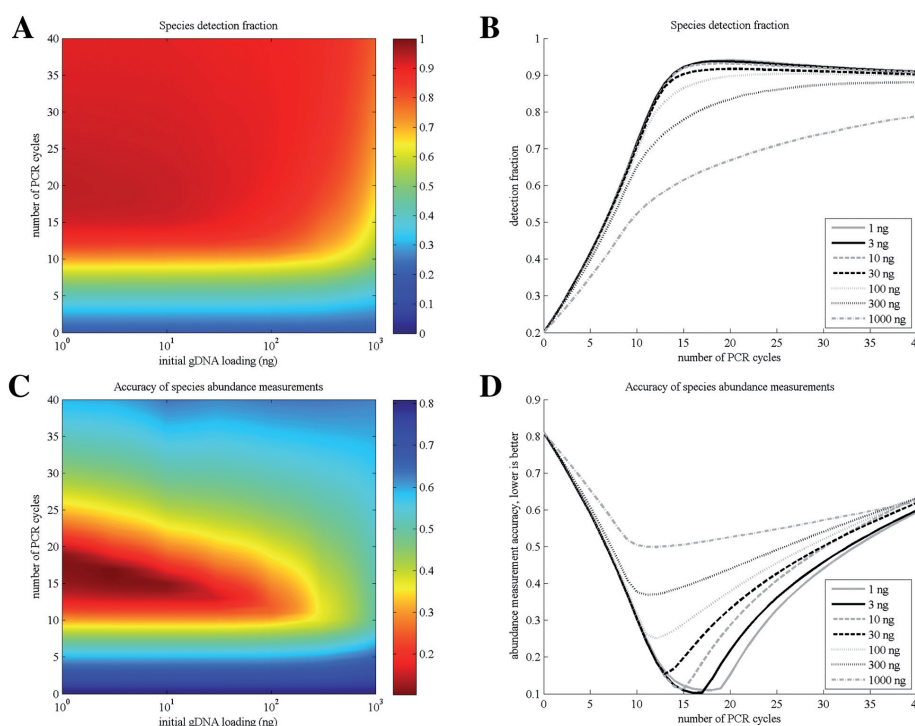 A
Species detection fraction
number of PCR cycles
40
35
30
25
20
15
10
5
0
10^0
10^1
10^2
10^3
initial gDNA loading (ng)
1
0.9
0.8
0.7
0.6
0.5
0.4
0.3
0.2
0.1
0
B
Species detection fraction
detection fraction
1
0.9
0.8
0.7
0.6
0.5
0.4
0.3
0.2
0
5
10
15
20
25
30
35
40
number of PCR cycles
1 ng
3 ng
10 ng
30 ng
100 ng
300 ng
1000 ng
C
Accuracy of species abundance measurements
number of PCR cycles
40
35
30
25
20
15
10
5
0
10^0
10^1
10^2
10^3
initial gDNA loading (ng)
0.8
0.7
0.6
0.5
0.4
0.3
0.2
D
Accuracy of species abundance measurements
abundance measurement accuracy, lower is better
0.9
0.8
0.7
0.6
0.5
0.4
0.3
0.2
0.1
0
5
10
15
20
25
30
35
40
number of PCR cycles
1 ng
3 ng
10 ng
30 ng
100 ng
300 ng
1000 ng